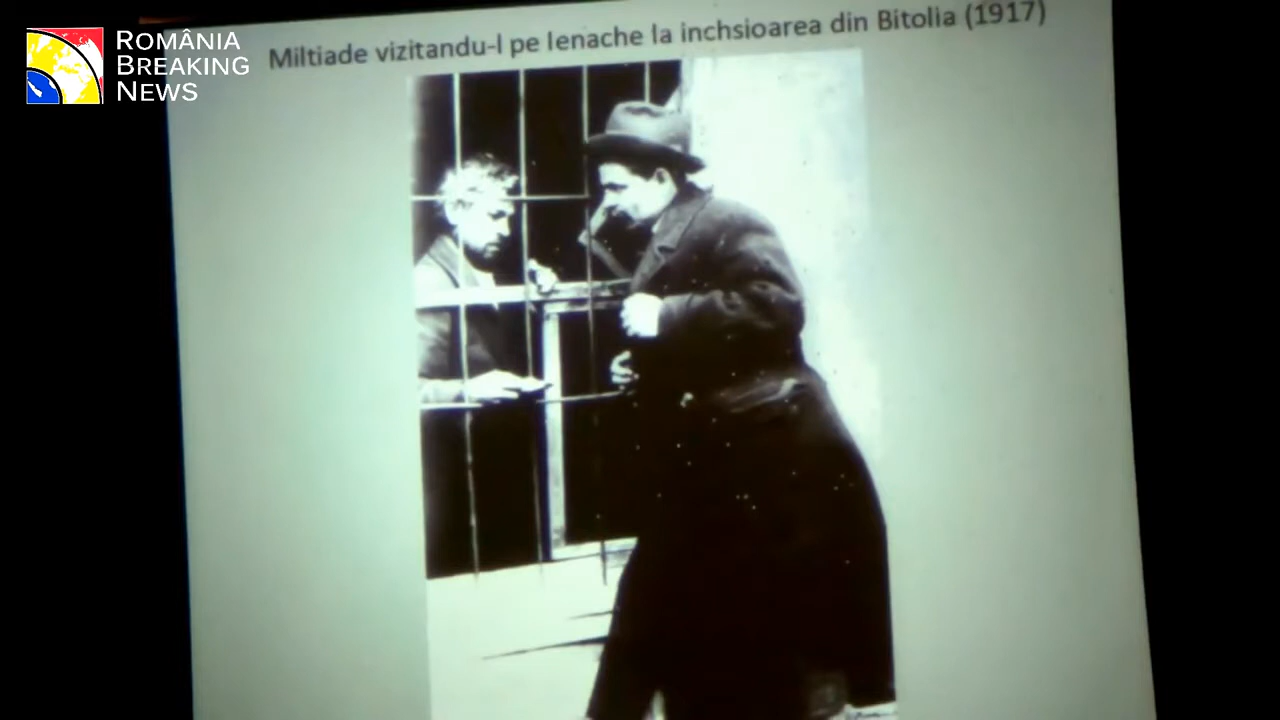 ROMÂNIA
BREAKING
NEWS
Miltiade vizitandu-l pe Ienache la inchsioarea din Bitolia (1917)